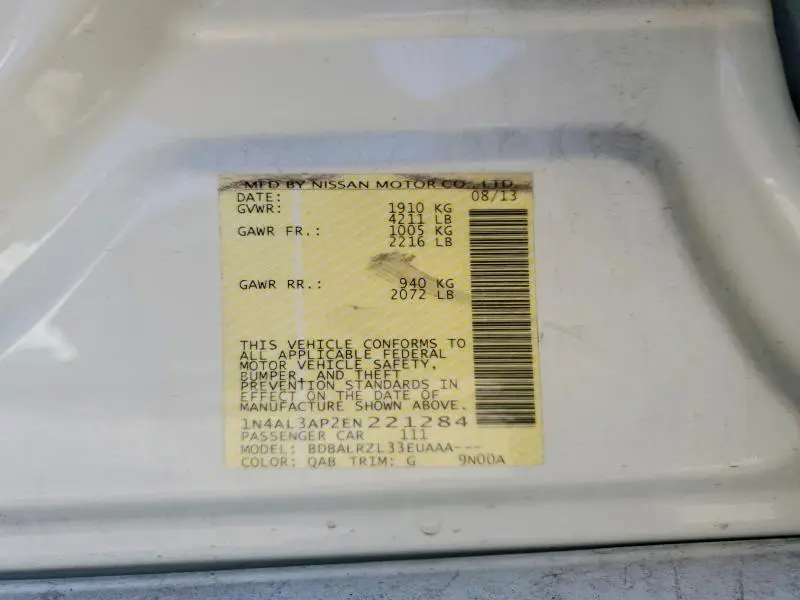 MFD BY NISSAN MOTOR CO., LTD.
DATE: 08/13
GVWR: 1910 KG
4211 LB
GAWR FR.: 1005 KG
2216 LB
GAWR RR.: 940 KG
2072 LB
THIS VEHICLE CONFORMS TO
ALL APPLICABLE FEDERAL
MOTOR VEHICLE SAFETY,
BUMPER, AND THEFT
PREVENTION STANDARDS IN
EFFECT ON THE DATE OF
MANUFACTURE SHOWN ABOVE.
1N4AL3AP2EN221284
PASSENGER CAR 111
MODEL: BDBALRZL33EUAAA---
COLOR: QAB TRIM: G 9N00A